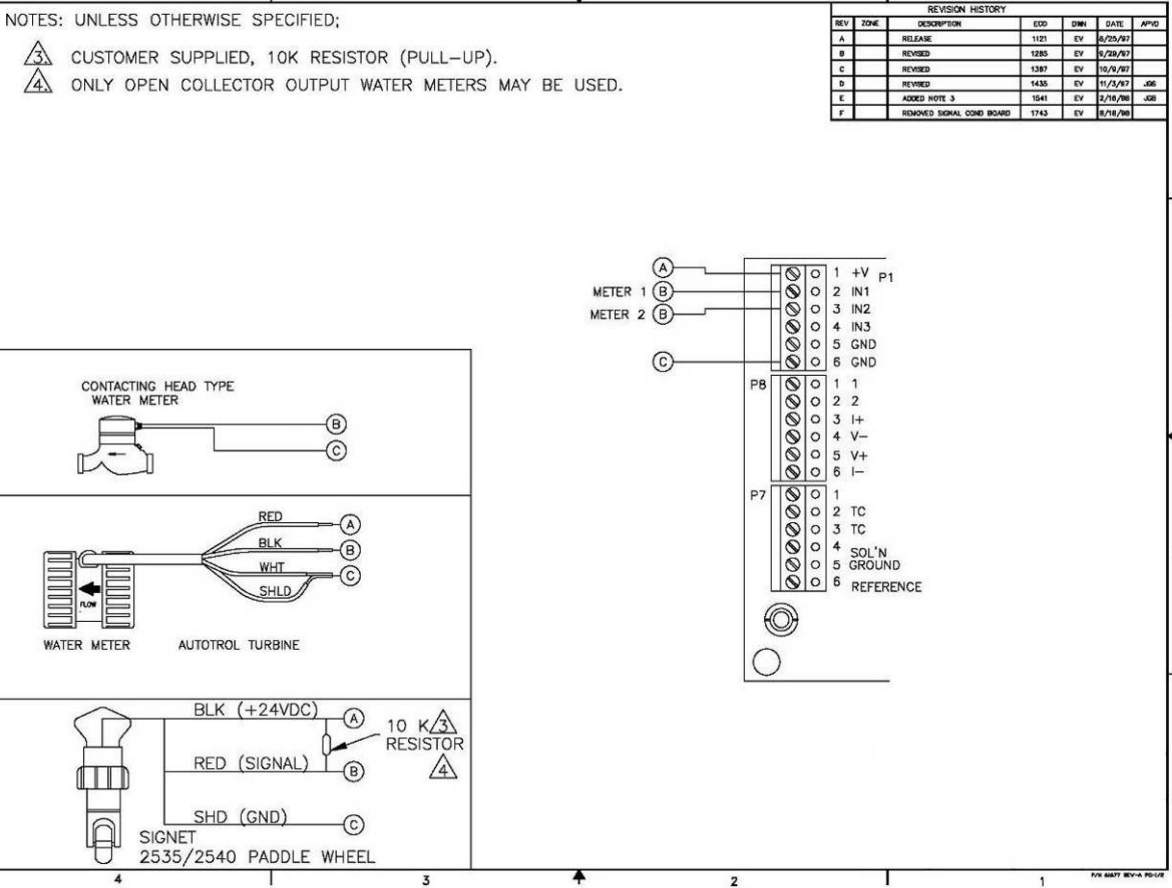 NOTES: UNLESS OTHERWISE SPECIFIED;
3. CUSTOMER SUPPLIED, 10K RESISTOR (PULL-UP).
4. ONLY OPEN COLLECTOR OUTPUT WATER METERS MAY BE USED.
REVISION HISTORY
REV ZONE DESCRIPTION ECO DWN DATE APVD
A RELEASE 1121 EV 8/25/97
B REVISED 1285 EV 9/29/97
C REVISED 1397 EV 10/9/97
D REVISED 1435 EV 11/3/97
E ADDED NOTE 3 1541 EV 2/16/98
F REMOVED SIGNAL COND BOARD 1743 EV 8/18/98
A
METER 1 B
METER 2 B
C
P1
1 +V
2 IN1
3 IN2
4 IN3
5 GND
6 GND
P8
1 1
2 2
3 I+
4 V-
5 V+
6 I-
P7
1
2 TC
3 TC
4 SOL'N
5 GROUND
6 REFERENCE
CONTACTING HEAD TYPE
WATER METER
B
C
RED A
BLK B
WHT C
SHLD
FLOW
WATER METER
AUTOTROL TURBINE
BLK (+24VDC) A
10 K 3
RESISTOR
4
RED (SIGNAL) B
SHD (GND) C
SIGNET
2535/2540 PADDLE WHEEL
4 3 2 1